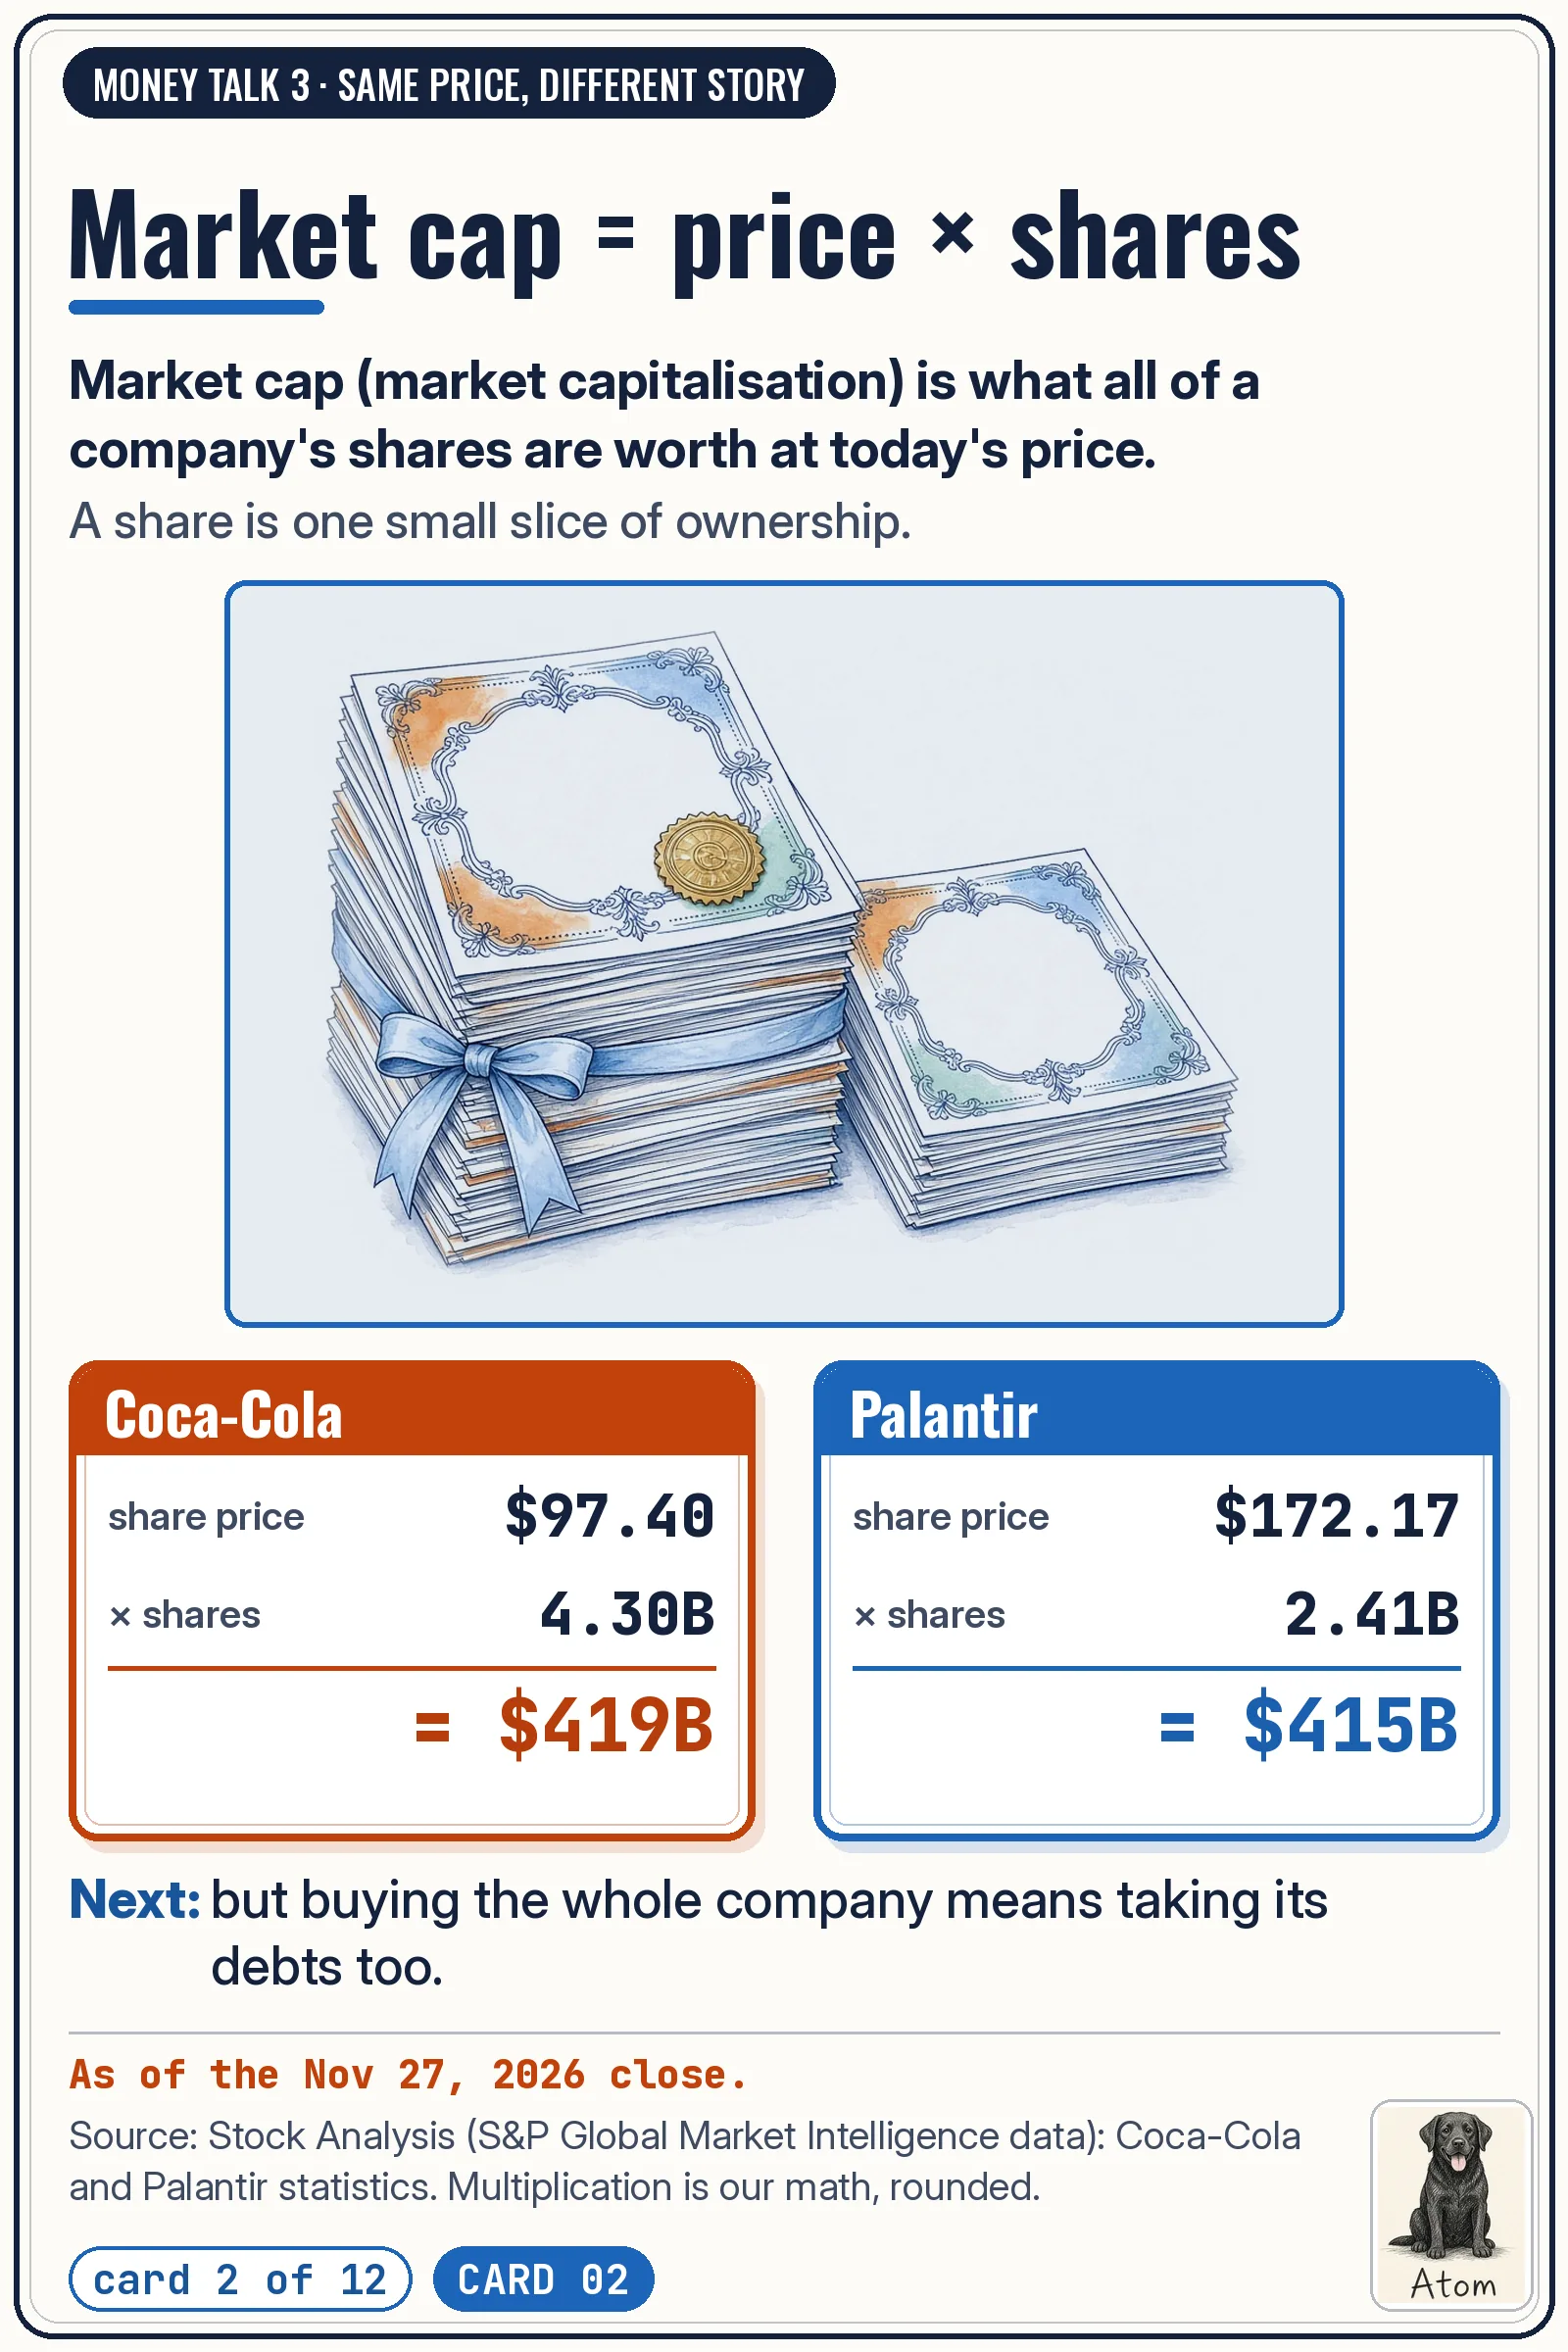 MONEY TALK 3 · SAME PRICE, DIFFERENT STORY
Market cap = price × shares
Market cap (market capitalisation) is what all of a
company's shares are worth at today's price.
A share is one small slice of ownership.
Coca-Cola
share price $97.40
× shares 4.30B
= $419B
Palantir
share price $172.17
× shares 2.41B
= $415B
Next: but buying the whole company means taking its
debts too.
As of the Nov 27, 2026 close.
Source: Stock Analysis (S&P Global Market Intelligence data): Coca-Cola
and Palantir statistics. Multiplication is our math, rounded.
card 2 of 12 CARD 02
Atom